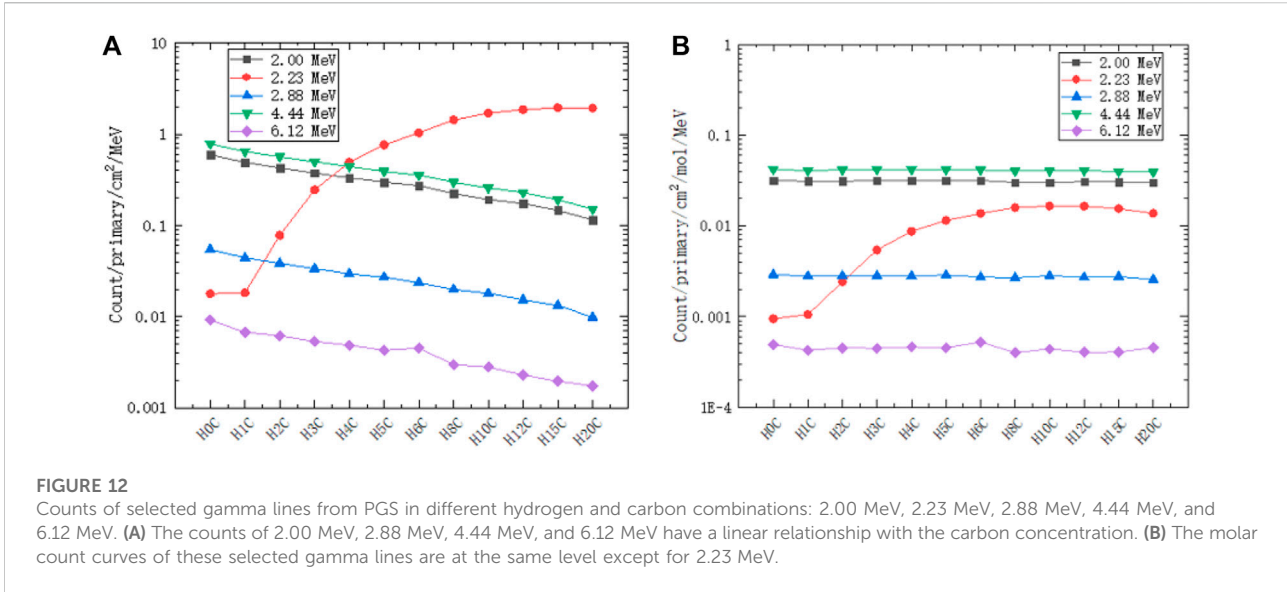 A
10
1
0.1
0.01
0.001
Count/primary/cm²/MeV
2.00 MeV
2.23 MeV
2.88 MeV
4.44 MeV
6.12 MeV
H0C H1C H2C H3C H4C H5C H6C H8C H10C H12C H15C H20C
B
1
0.1
0.01
0.001
1E-4
Count/primary/cm²/mol/MeV
2.00 MeV
2.23 MeV
2.88 MeV
4.44 MeV
6.12 MeV
H0C H1C H2C H3C H4C H5C H6C H8C H10C H12C H15C H20C
FIGURE 12
Counts of selected gamma lines from PGS in different hydrogen and carbon combinations: 2.00 MeV, 2.23 MeV, 2.88 MeV, 4.44 MeV, and
6.12 MeV. (A) The counts of 2.00 MeV, 2.88 MeV, 4.44 MeV, and 6.12 MeV have a linear relationship with the carbon concentration. (B) The molar
count curves of these selected gamma lines are at the same level except for 2.23 MeV.